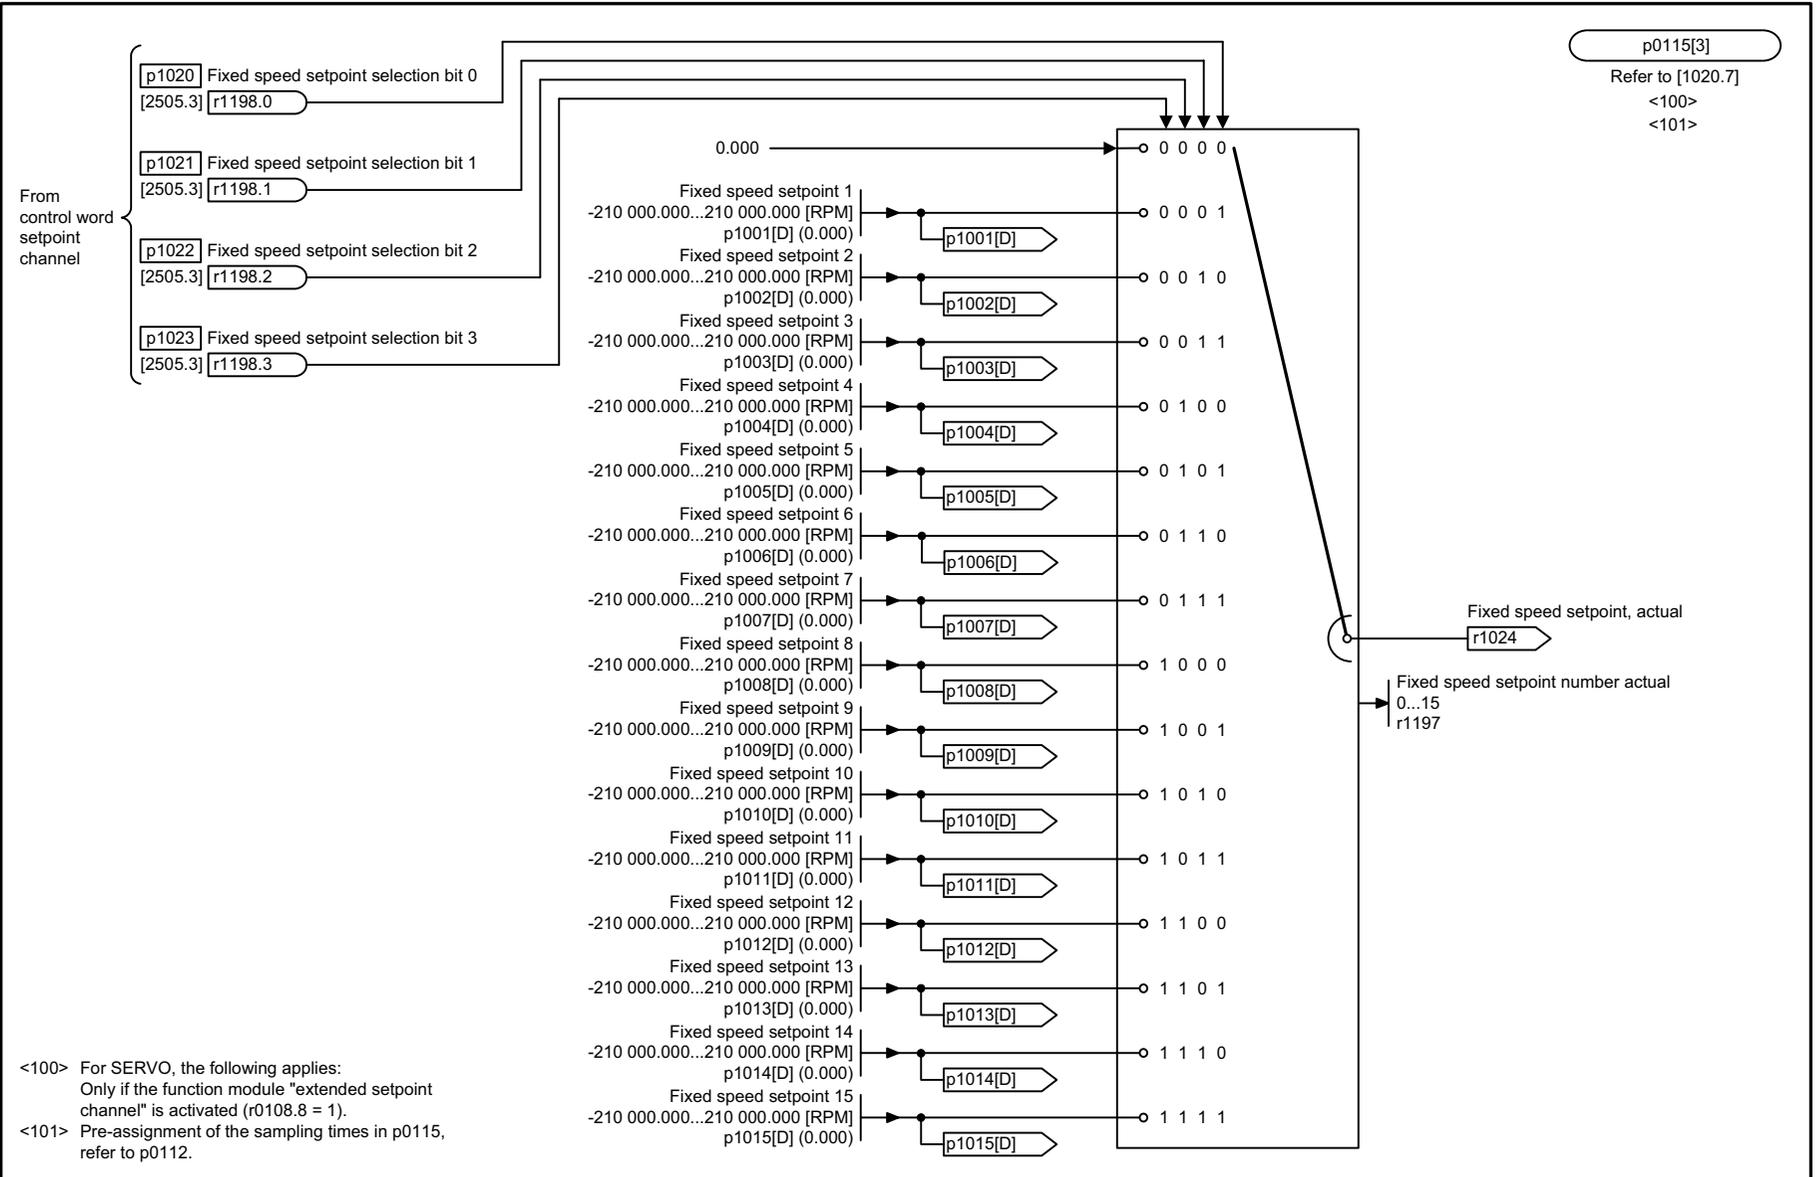 p1020 Fixed speed setpoint selection bit 0
[2505.3] r1198.0
p1021 Fixed speed setpoint selection bit 1
[2505.3] r1198.1
p1022 Fixed speed setpoint selection bit 2
[2505.3] r1198.2
p1023 Fixed speed setpoint selection bit 3
[2505.3] r1198.3
From
control word
setpoint
channel
p0115[3]
Refer to [1020.7]
<100>
<101>
0.000 0 0 0 0
Fixed speed setpoint 1
-210 000.000...210 000.000 [RPM] 0 0 0 1
p1001[D] (0.000) p1001[D]
Fixed speed setpoint 2
-210 000.000...210 000.000 [RPM] 0 0 1 0
p1002[D] (0.000) p1002[D]
Fixed speed setpoint 3
-210 000.000...210 000.000 [RPM] 0 0 1 1
p1003[D] (0.000) p1003[D]
Fixed speed setpoint 4
-210 000.000...210 000.000 [RPM] 0 1 0 0
p1004[D] (0.000) p1004[D]
Fixed speed setpoint 5
-210 000.000...210 000.000 [RPM] 0 1 0 1
p1005[D] (0.000) p1005[D]
Fixed speed setpoint 6
-210 000.000...210 000.000 [RPM] 0 1 1 0
p1006[D] (0.000) p1006[D]
Fixed speed setpoint 7
-210 000.000...210 000.000 [RPM] 0 1 1 1
p1007[D] (0.000) p1007[D]
Fixed speed setpoint 8
-210 000.000...210 000.000 [RPM] 1 0 0 0
p1008[D] (0.000) p1008[D]
Fixed speed setpoint 9
-210 000.000...210 000.000 [RPM] 1 0 0 1
p1009[D] (0.000) p1009[D]
Fixed speed setpoint 10
-210 000.000...210 000.000 [RPM] 1 0 1 0
p1010[D] (0.000) p1010[D]
Fixed speed setpoint 11
-210 000.000...210 000.000 [RPM] 1 0 1 1
p1011[D] (0.000) p1011[D]
Fixed speed setpoint 12
-210 000.000...210 000.000 [RPM] 1 1 0 0
p1012[D] (0.000) p1012[D]
Fixed speed setpoint 13
-210 000.000...210 000.000 [RPM] 1 1 0 1
p1013[D] (0.000) p1013[D]
Fixed speed setpoint 14
-210 000.000...210 000.000 [RPM] 1 1 1 0
p1014[D] (0.000) p1014[D]
Fixed speed setpoint 15
-210 000.000...210 000.000 [RPM] 1 1 1 1
p1015[D] (0.000) p1015[D]
Fixed speed setpoint, actual
r1024
Fixed speed setpoint number actual
0...15
r1197
<100> For SERVO, the following applies:
Only if the function module "extended setpoint
channel" is activated (r0108.8 = 1).
<101> Pre-assignment of the sampling times in p0115,
refer to p0112.